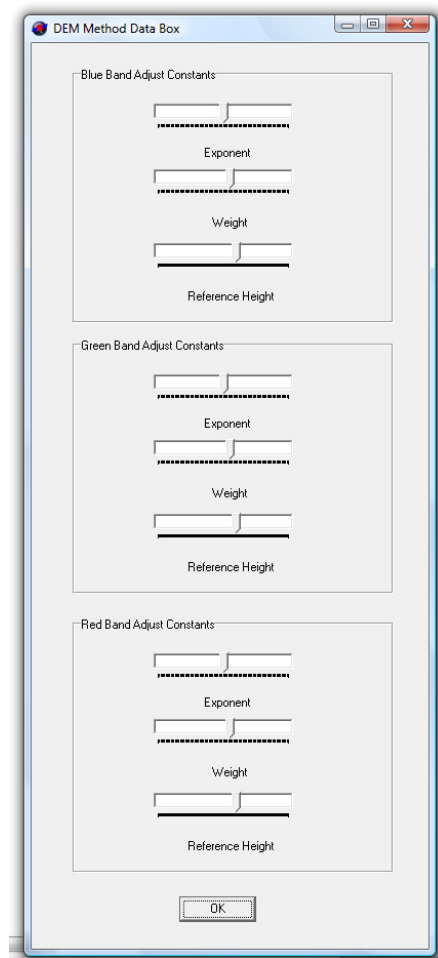 DEM Method Data Box
Blue Band Adjust Constants
Exponent
Weight
Reference Height
Green Band Adjust Constants
Exponent
Weight
Reference Height
Red Band Adjust Constants
Exponent
Weight
Reference Height
OK